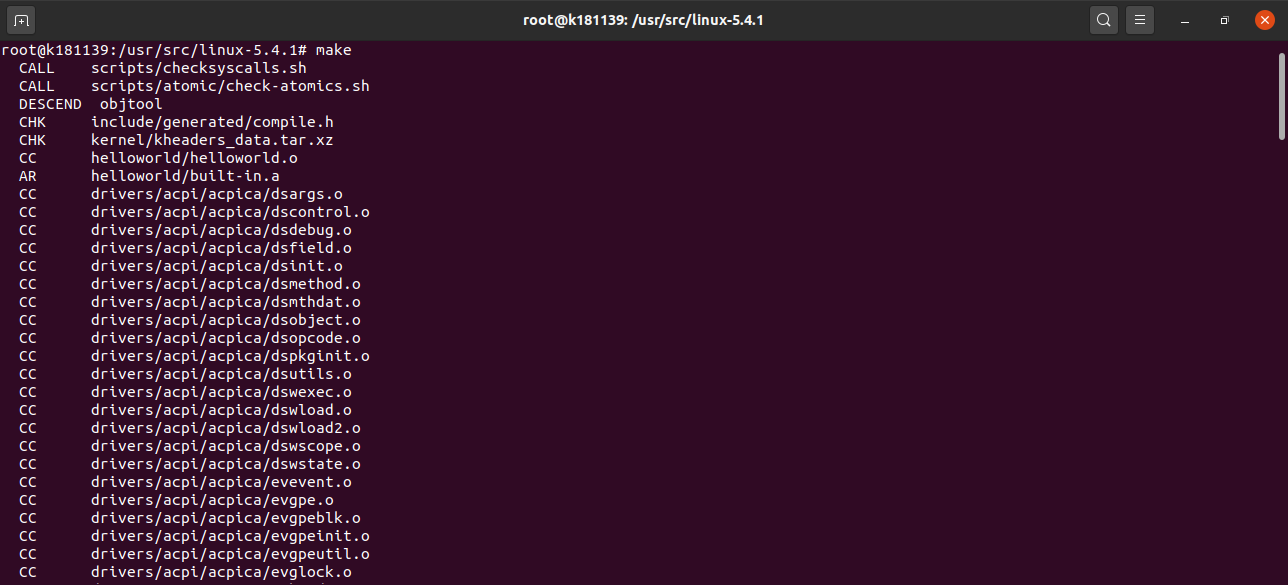 root@k181139: /usr/src/linux-5.4.1
root@k181139:/usr/src/linux-5.4.1# make
CALL scripts/checksyscalls.sh
CALL scripts/atomic/check-atomics.sh
DESCEND objtool
CHK include/generated/compile.h
CHK kernel/kheaders_data.tar.xz
CC helloworld/helloworld.o
AR helloworld/built-in.a
CC drivers/acpi/acpica/dsargs.o
CC drivers/acpi/acpica/dscontrol.o
CC drivers/acpi/acpica/dsdebug.o
CC drivers/acpi/acpica/dsfield.o
CC drivers/acpi/acpica/dsinit.o
CC drivers/acpi/acpica/dsmethod.o
CC drivers/acpi/acpica/dsmthdat.o
CC drivers/acpi/acpica/dsobject.o
CC drivers/acpi/acpica/dsopcode.o
CC drivers/acpi/acpica/dspkginit.o
CC drivers/acpi/acpica/dsutils.o
CC drivers/acpi/acpica/dswexec.o
CC drivers/acpi/acpica/dswload.o
CC drivers/acpi/acpica/dswload2.o
CC drivers/acpi/acpica/dswscope.o
CC drivers/acpi/acpica/dswstate.o
CC drivers/acpi/acpica/evevent.o
CC drivers/acpi/acpica/evgpe.o
CC drivers/acpi/acpica/evgpeblk.o
CC drivers/acpi/acpica/evgpeinit.o
CC drivers/acpi/acpica/evgpeutil.o
CC drivers/acpi/acpica/evglock.o